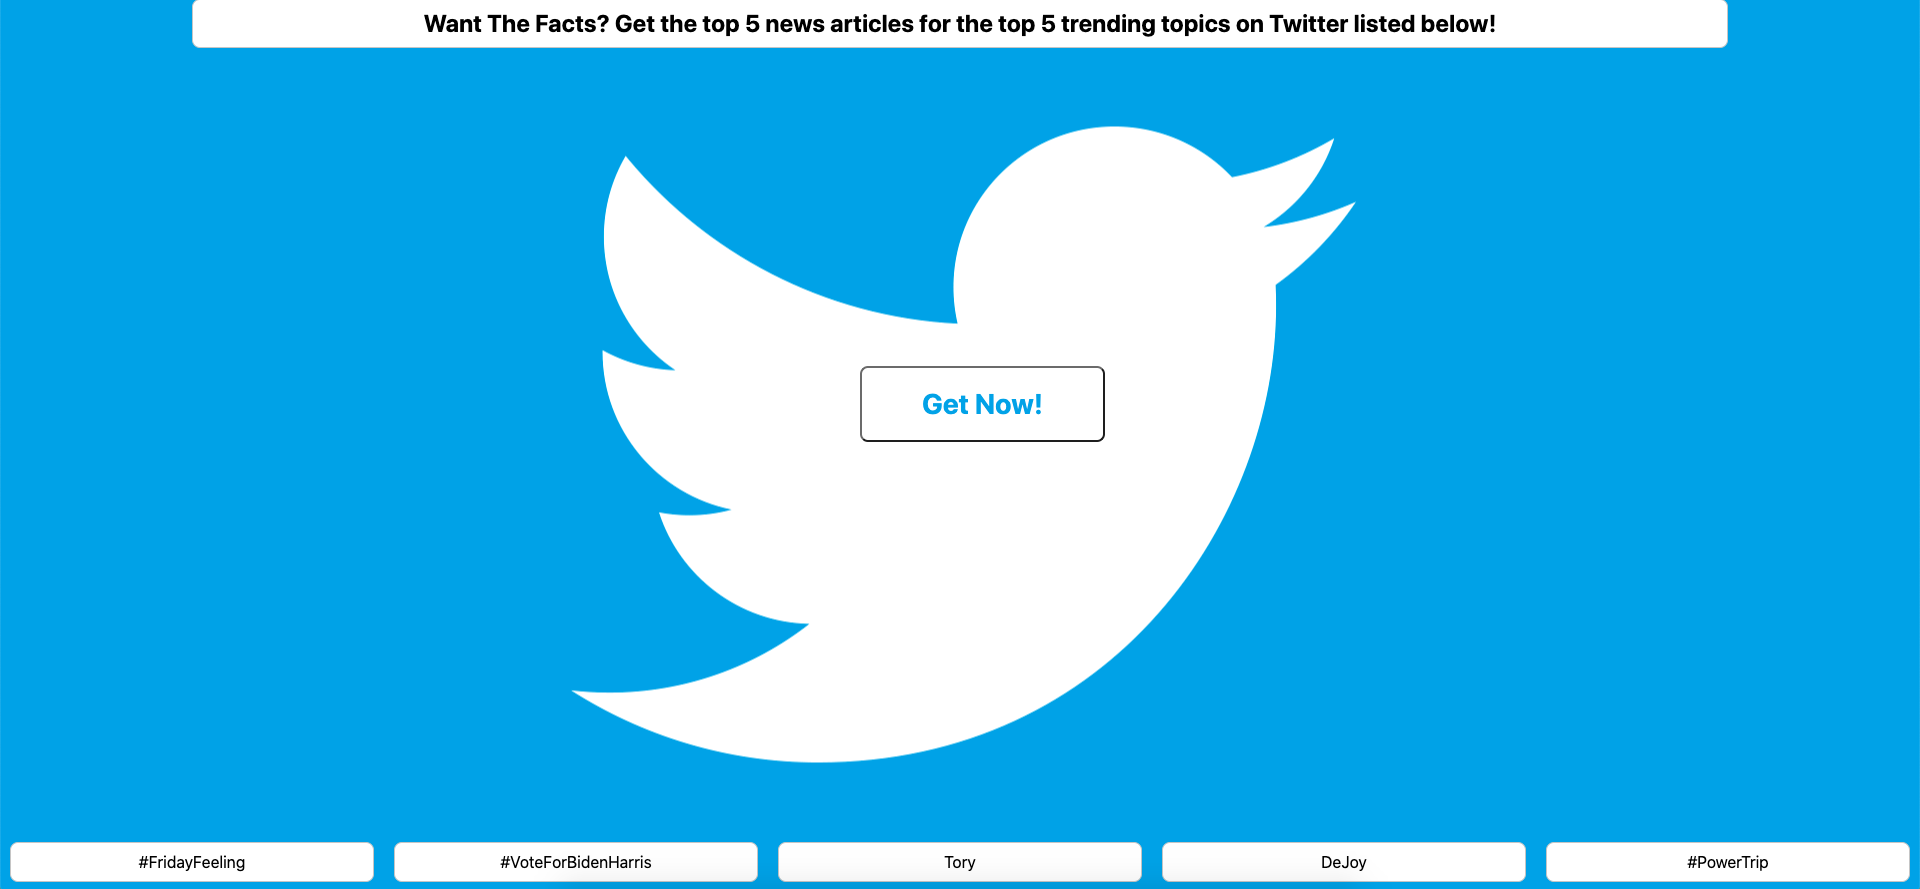 Want The Facts? Get the top 5 news articles for the top 5 trending topics on Twitter listed below!
Get Now!
#FridayFeeling
#VoteForBidenHarris
Tory
DeJoy
#PowerTrip